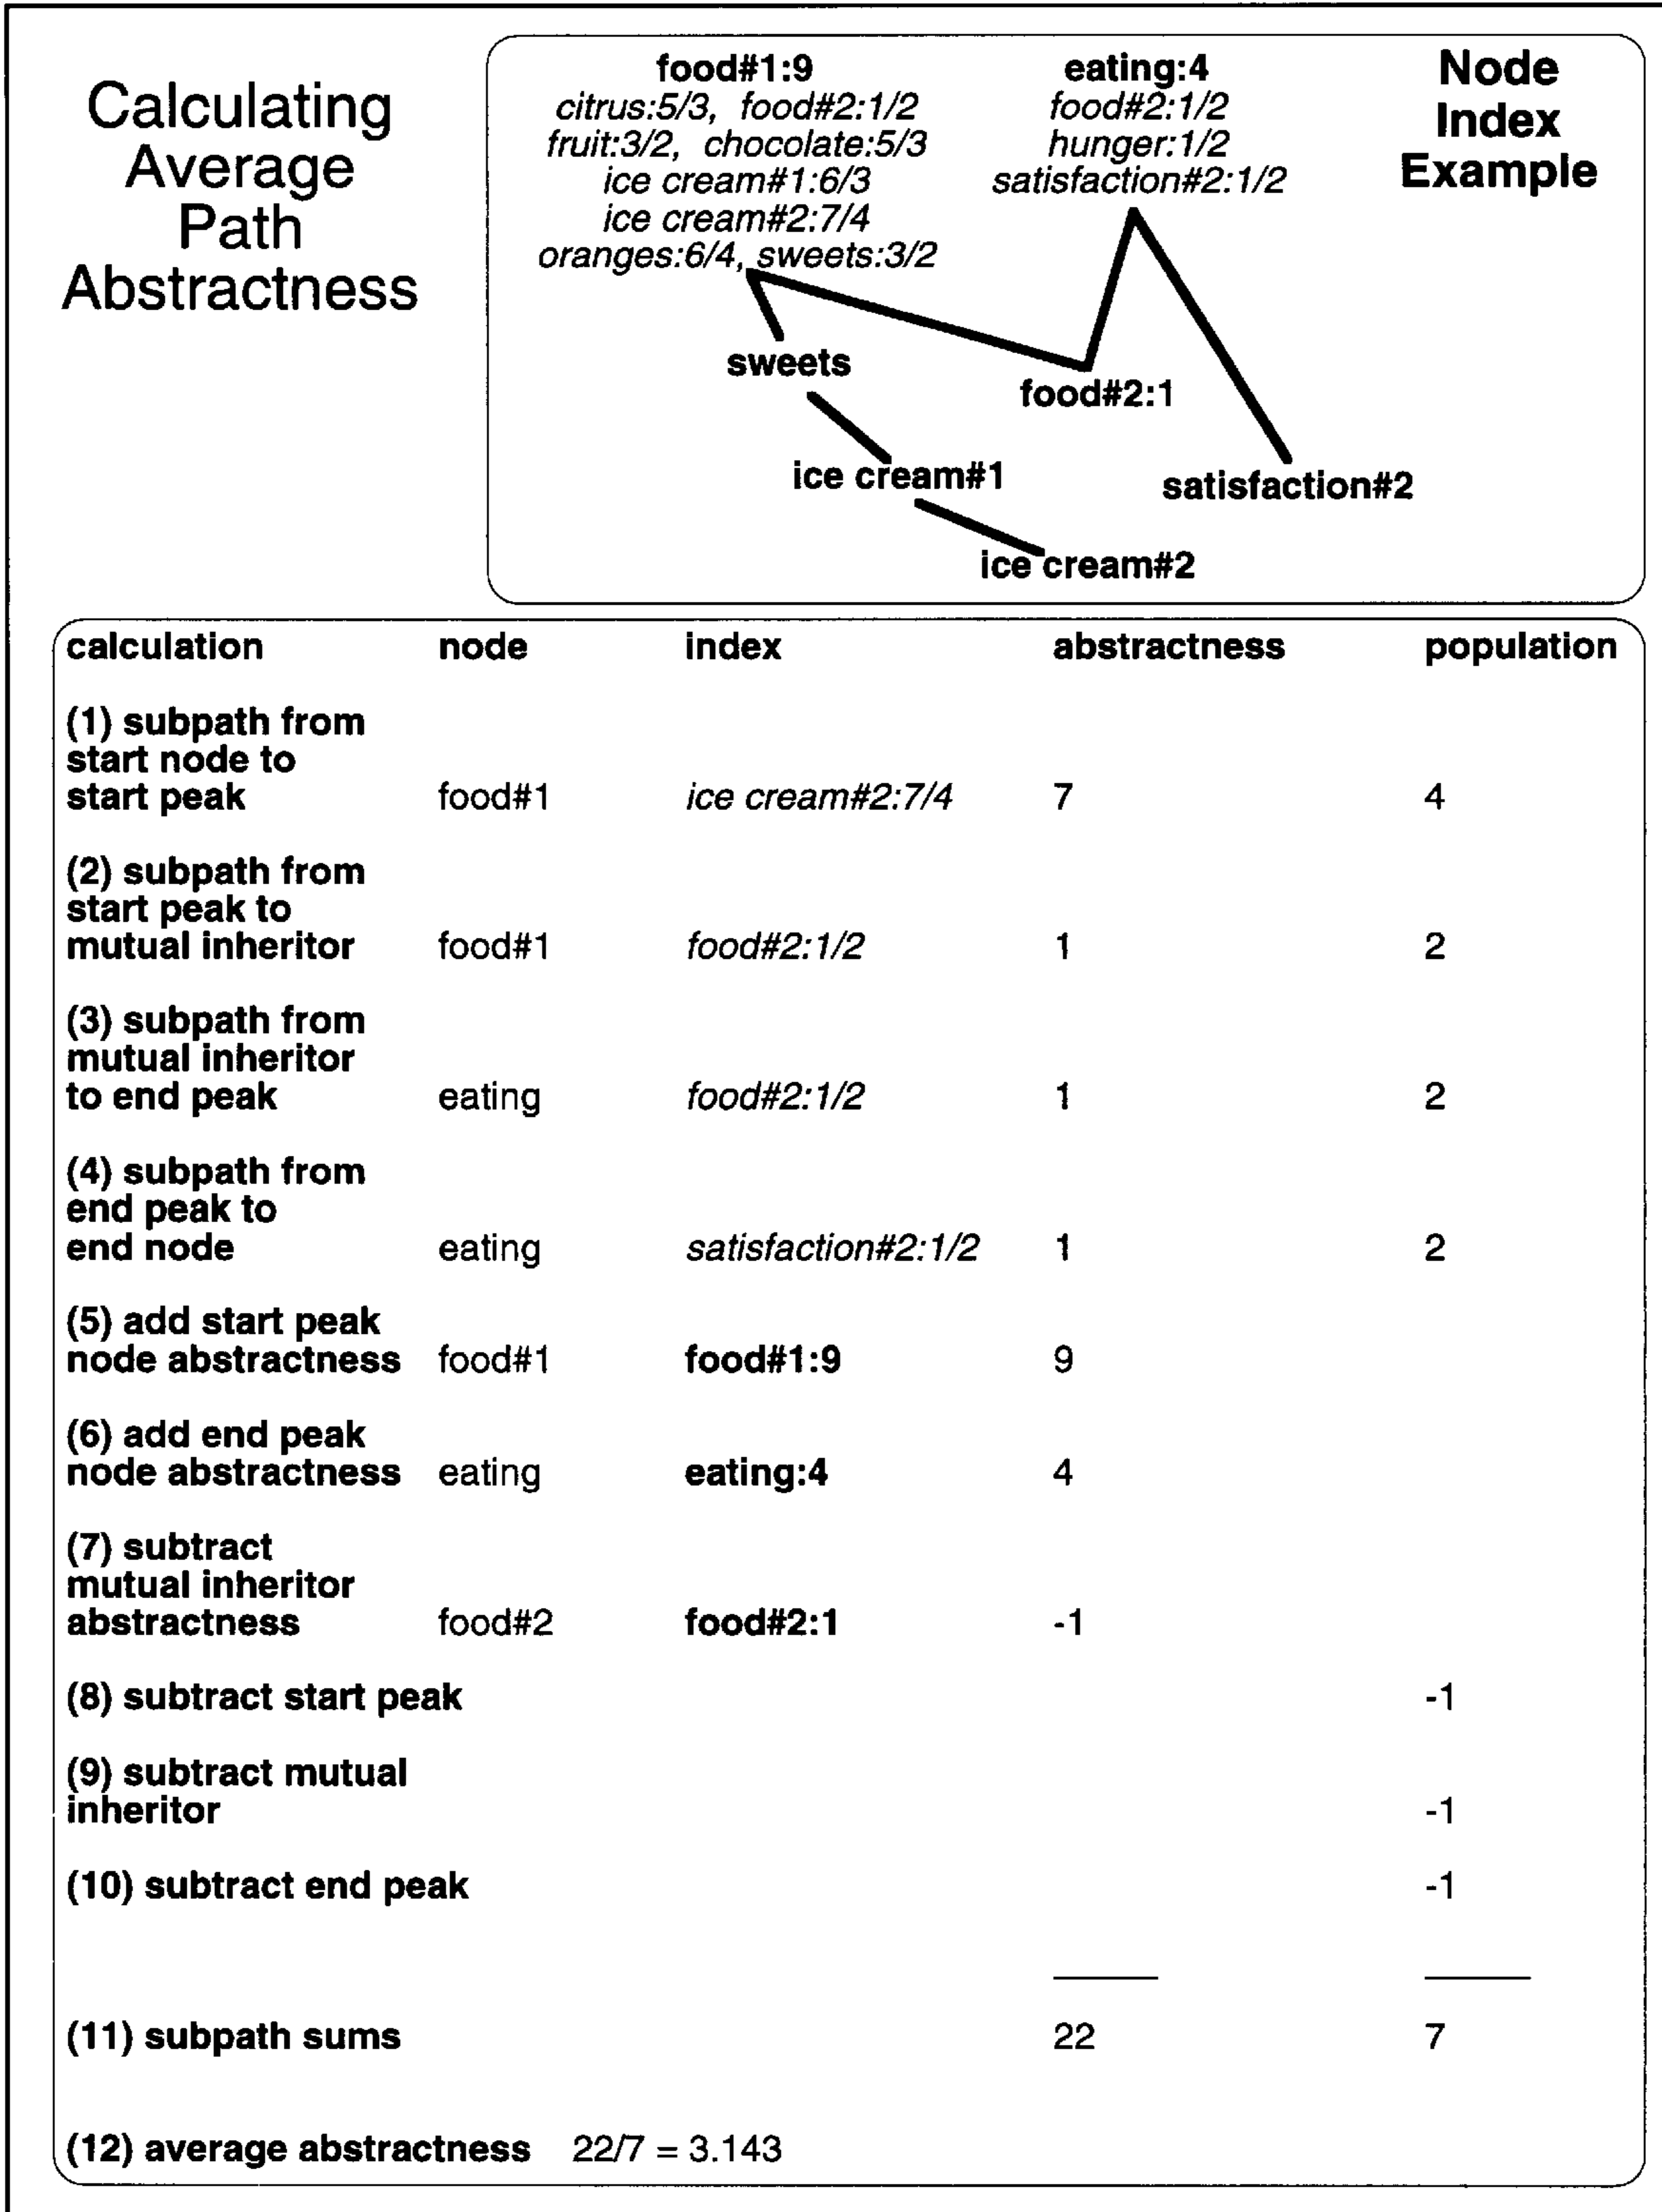 Calculating
Average
Path
Abstractness
food#1:9
citrus:5/3, food#2:1/2
fruit:3/2, chocolate:5/3
ice cream#1:6/3
ice cream#2:7/4
oranges:6/4, sweets:3/2
eating:4
food#2:1/2
hunger:1/2
satisfaction#2:1/2
Node
Index
Example
sweets
food#2:1
ice cream#1
satisfaction#2
ice cream#2
calculation node index abstractness population
(1) subpath from
start node to
start peak food#1 ice cream#2:7/4 7 4
(2) subpath from
start peak to
mutual inheritor food#1 food#2:1/2 1 2
(3) subpath from
mutual inheritor
to end peak eating food#2:1/2 1 2
(4) subpath from
end peak to
end node eating satisfaction#2:1/2 1 2
(5) add start peak
node abstractness food#1 food#1:9 9
(6) add end peak
node abstractness eating eating:4 4
(7) subtract
mutual inheritor
abstractness food#2 food#2:1 -1
(8) subtract start peak -1
(9) subtract mutual
inheritor -1
(10) subtract end peak -1
(11) subpath sums 22 7
(12) average abstractness 22/7 = 3.143